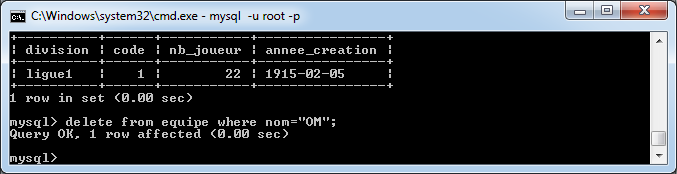 C:\Windows\system32\cmd.exe - mysql -u root -p
+----------+------+-----------+----------------+
| division | code | nb_joueur | annee_creation |
+----------+------+-----------+----------------+
| ligue1   |    1 |        22 | 1915-02-05     |
+----------+------+-----------+----------------+
1 row in set (0.00 sec)
mysql> delete from equipe where nom="OM";
Query OK, 1 row affected (0.00 sec)
mysql>